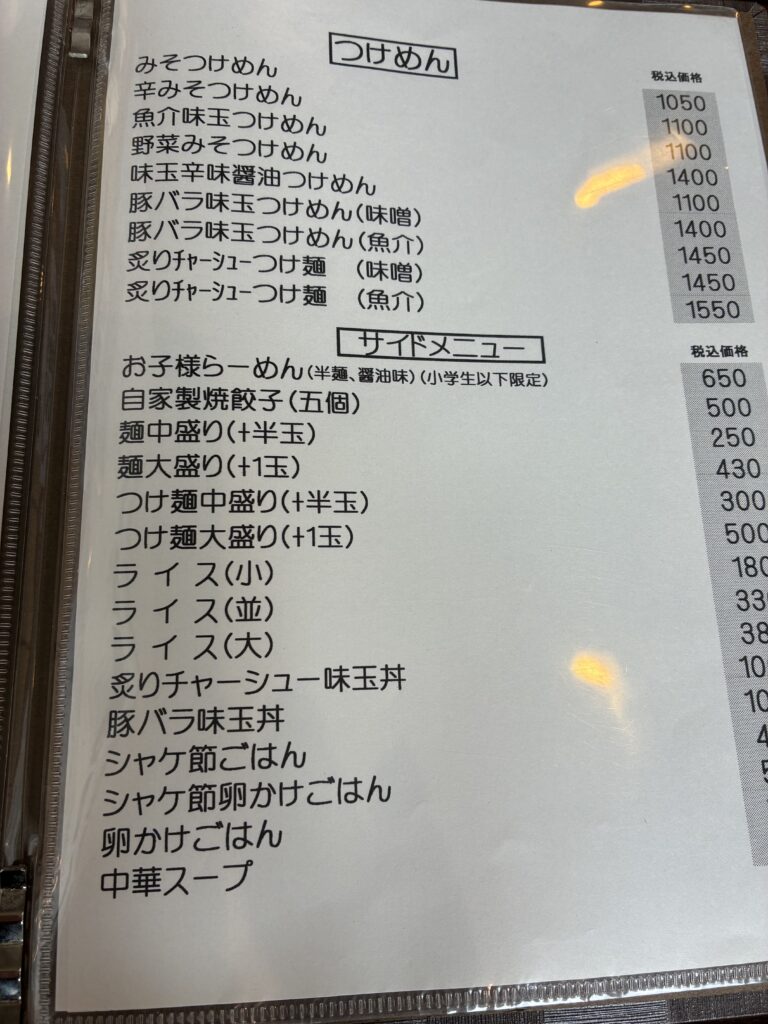 つけめん
税込価格
みそつけめん 1050
辛みそつけめん 1100
魚介味玉つけめん 1100
野菜みそつけめん 1400
味玉辛味醤油つけめん 1100
豚バラ味玉つけめん(味噌) 1400
豚バラ味玉つけめん(魚介) 1450
炙りﾁｬｰｼｭｰつけ麺 (味噌) 1450
炙りﾁｬｰｼｭｰつけ麺 (魚介) 1550
サイドメニュー
税込価格
お子様らーめん(半麺、醤油味)(小学生以下限定) 650
自家製焼餃子(五個) 500
麺中盛り(+半玉) 250
麺大盛り(+1玉) 430
つけ麺中盛り(+半玉) 300
つけ麺大盛り(+1玉) 500
ライス(小) 180
ライス(並)
ライス(大)
炙りチャーシュー味玉丼
豚バラ味玉丼
シャケ節ごはん
シャケ節卵かけごはん
卵かけごはん
中華スープ